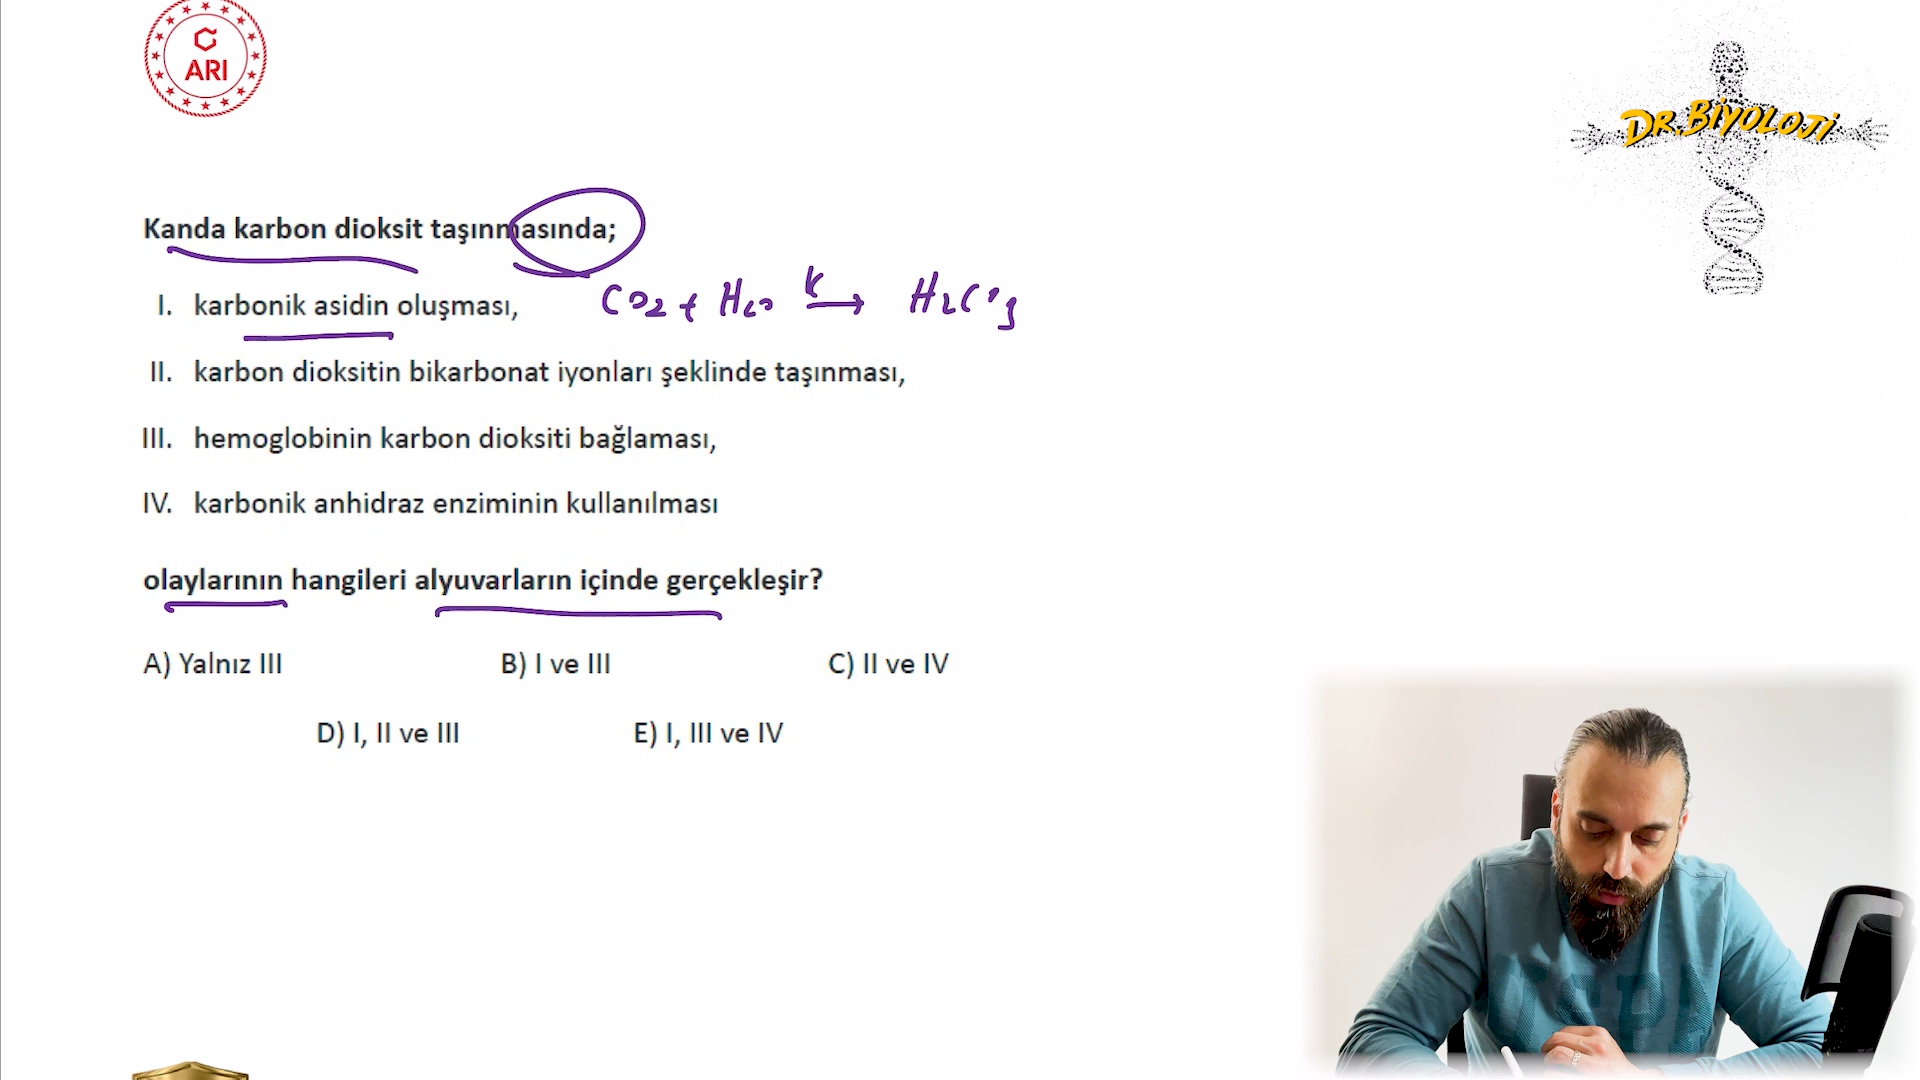 ARI
DR.BİYOLOJİ
Kanda karbon dioksit taşınmasında;
I. karbonik asidin oluşması,
CO2 + H2O K → H2CO3
II. karbon dioksitin bikarbonat iyonları şeklinde taşınması,
III. hemoglobinin karbon dioksiti bağlaması,
IV. karbonik anhidraz enziminin kullanılması
olaylarının hangileri alyuvarların içinde gerçekleşir?
A) Yalnız III B) I ve III C) II ve IV
D) I, II ve III E) I, III ve IV